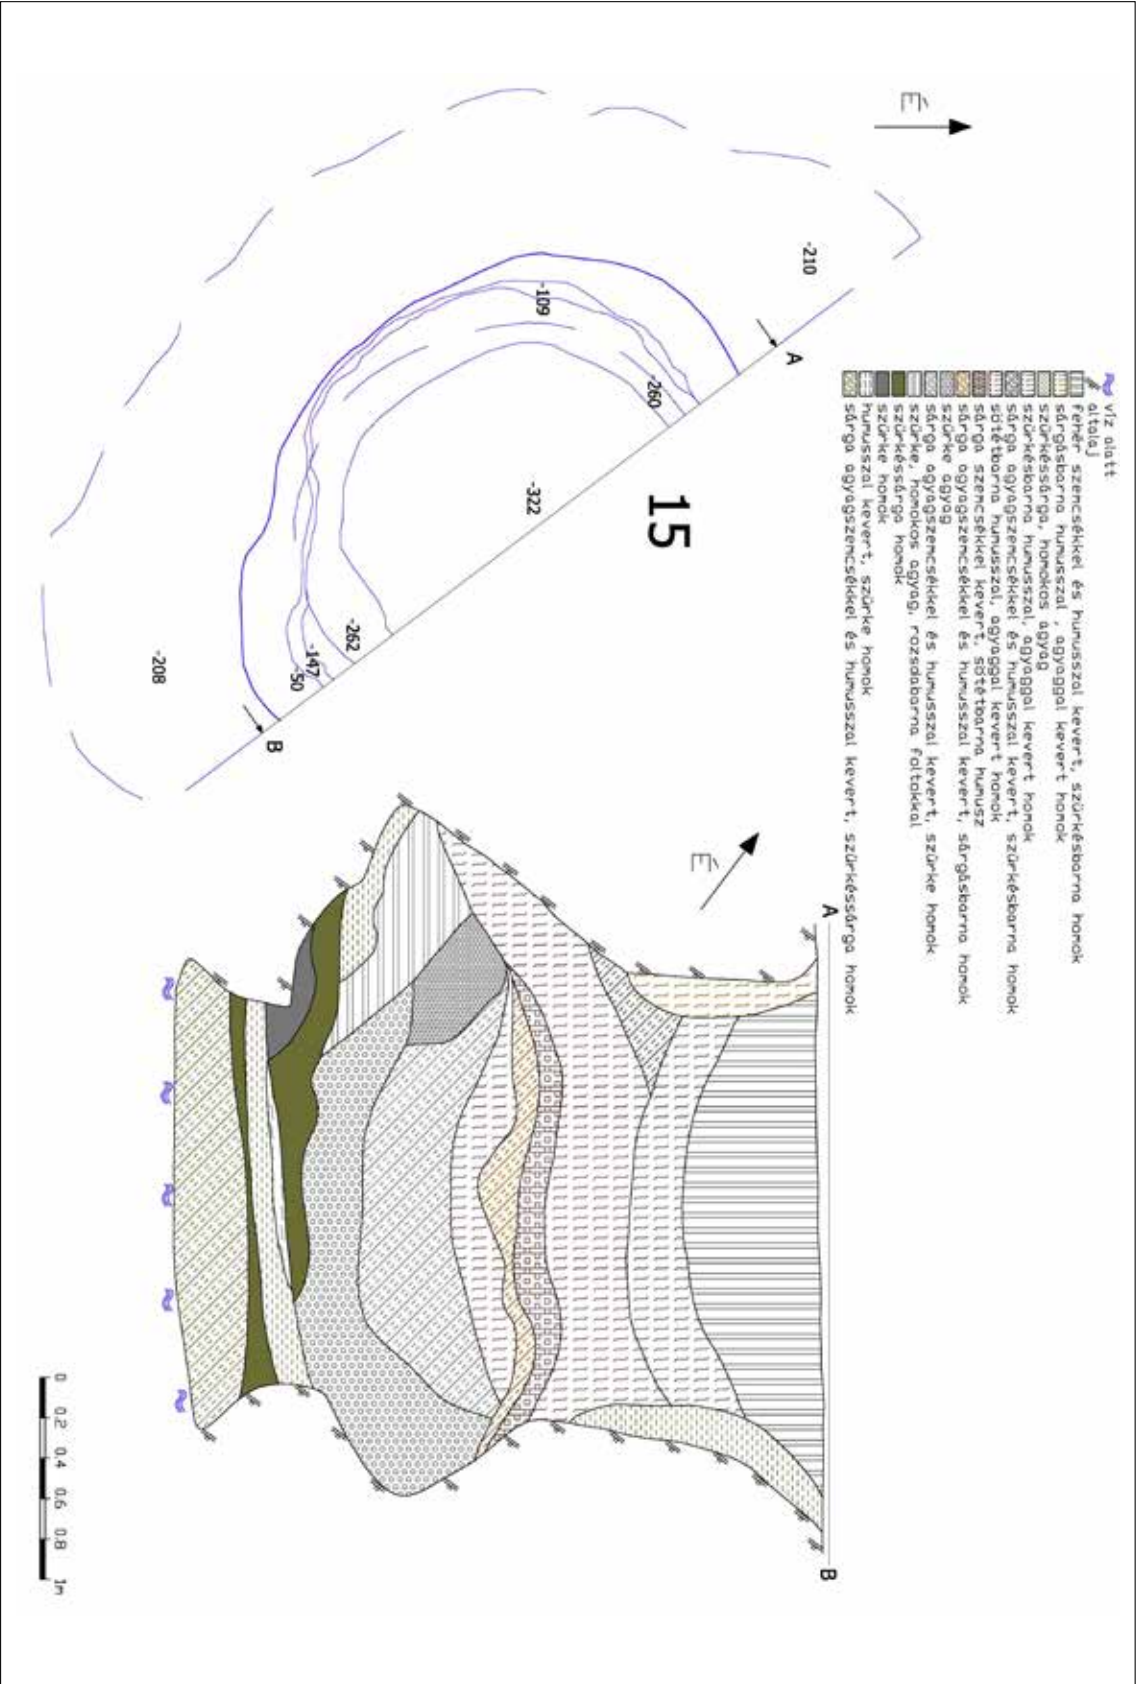 É
víz alatt
altalaj
fehér szemcsékkel és humusszal kevert, szürkésbarna homok
sárgásbarna humusszal , agyaggal kevert homok
szürkéssárga, homokos agyag
szürkésbarna humusszal, agyaggal kevert homok
sárga agyagszemcsékkel és humusszal kevert, szürkésbarna homok
sötétbarna humusszal, agyaggal kevert homok
sárga szemcsékkel kevert, sötétbarna humusz
sárga agyagszemcsékkel és humusszal kevert, sárgásbarna homok
szürke agyag
sárga agyagszemcsékkel és humusszal kevert, szürke homok
szürke, homokos agyag, rozsdabarna foltokkal
szürkéssárga homok
szürke homok
humusszal kevert, szürke homok
sárga agyagszemcsékkel és humusszal kevert, szürkéssárga homok
-210
A
15
-109
-260
-322
-262
-147
-50
-208
B
É
A
B
0 0.2 0.4 0.6 0.8 1m